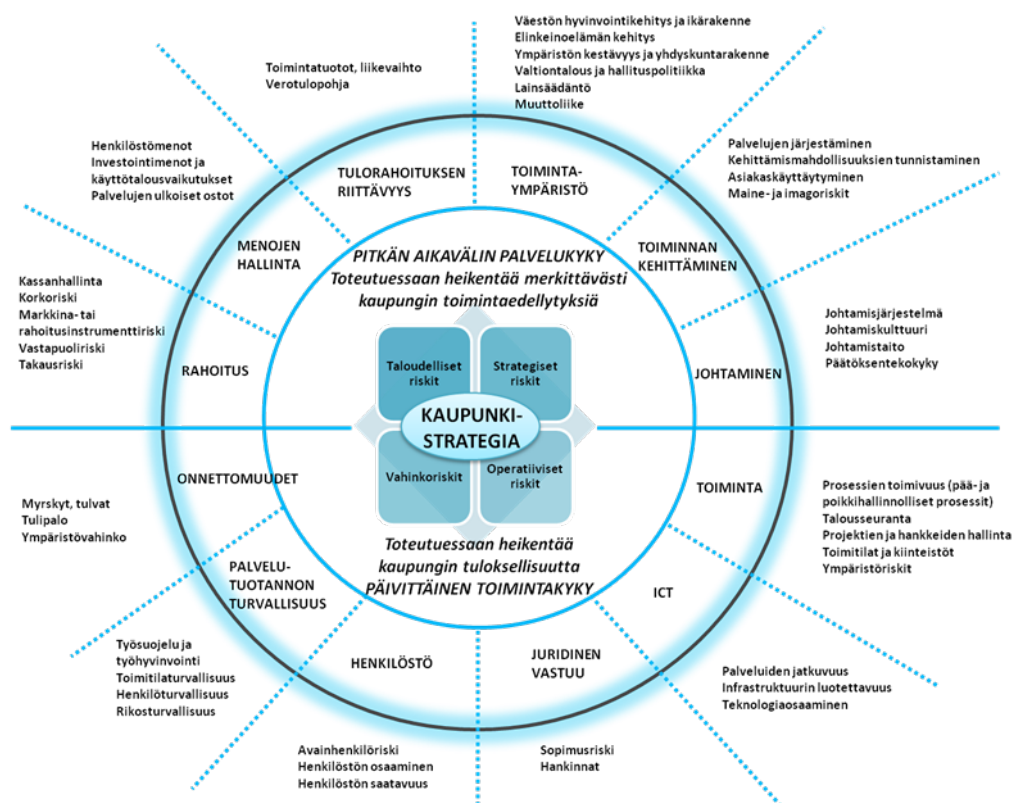 Väestön hyvinvointikehitys ja ikärakenne
Elinkeinoelämän kehitys
Ympäristön kestävyys ja yhdyskuntarakenne
Valtiontalous ja hallituspolitiikka
Lainsäädäntö
Muuttoliike
Toimintatuotot, liikevaihto
Verotulopohja
Henkilöstömenot
Investointimenot ja
käyttötalousvaikutukset
Palvelujen ulkoiset ostot
Palvelujen järjestäminen
Kehittämismahdollisuuksien tunnistaminen
Asiakaskäyttäytyminen
Maine- ja imagoriskit
TULORAHOITUKSEN
RIITTÄVYYS
TOIMINTA-
YMPÄRISTÖ
MENOJEN
HALLINTA
TOIMINNAN
KEHITTÄMINEN
PITKÄN AIKAVÄLIN PALVELUKYKY
Toteutuessaan heikentää merkittävästi
kaupungin toimintaedellytyksiä
Kassanhallinta
Korkoriski
Markkina- tai
rahoitusinstrumenttiriski
Vastapuoliriski
Takausriski
RAHOITUS
JOHTAMINEN
Johtamisjärjestelmä
Johtamiskulttuuri
Johtamistaito
Päätöksentekokyky
Taloudelliset
riskit
Strategiset
riskit
KAUPUNKI-
STRATEGIA
Vahinkoriskit
Operatiiviset
riskit
ONNETTOMUUDET
TOIMINTA
Myrskyt, tulvat
Tulipalo
Ympäristövahinko
Prosessien toimivuus (pää- ja
poikkihallinnolliset prosessit)
Talousseuranta
Projektien ja hankkeiden hallinta
Toimitilat ja kiinteistöt
Ympäristöriskit
Toteutuessaan heikentää
kaupungin tuloksellisuutta
PÄIVITTÄINEN TOIMINTAKYKY
PALVELU-
TUOTANNON
TURVALLISUUS
ICT
HENKILÖSTÖ
JURIDINEN
VASTUU
Työsuojelu ja
työhyvinvointi
Toimitilaturvallisuus
Henkilöturvallisuus
Rikosturvallisuus
Palveluiden jatkuvuus
Infrastruktuurin luotettavuus
Teknologiaosaaminen
Avainhenkilöriski
Henkilöstön osaaminen
Henkilöstön saatavuus
Sopimusriski
Hankinnat